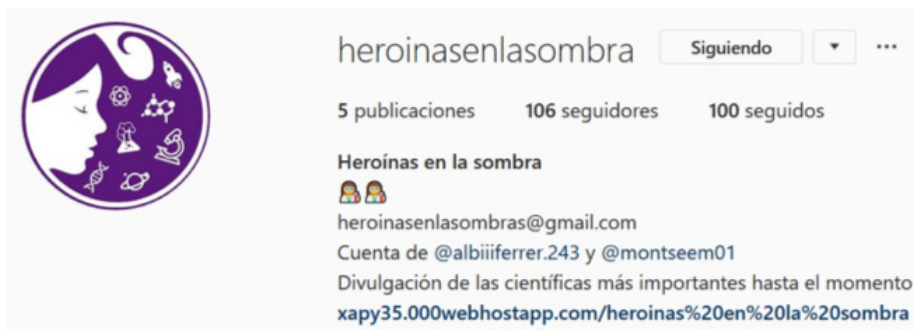 heroinasenlasombra Siguiendo
5 publicaciones 106 seguidores 100 seguidos
Heroínas en la sombra
heroinasenlasombras@gmail.com
Cuenta de @albiiiferrer.243 y @montseem01
Divulgación de las científicas más importantes hasta el momento
xapy35.000webhostapp.com/heroinas%20en%20la%20sombra